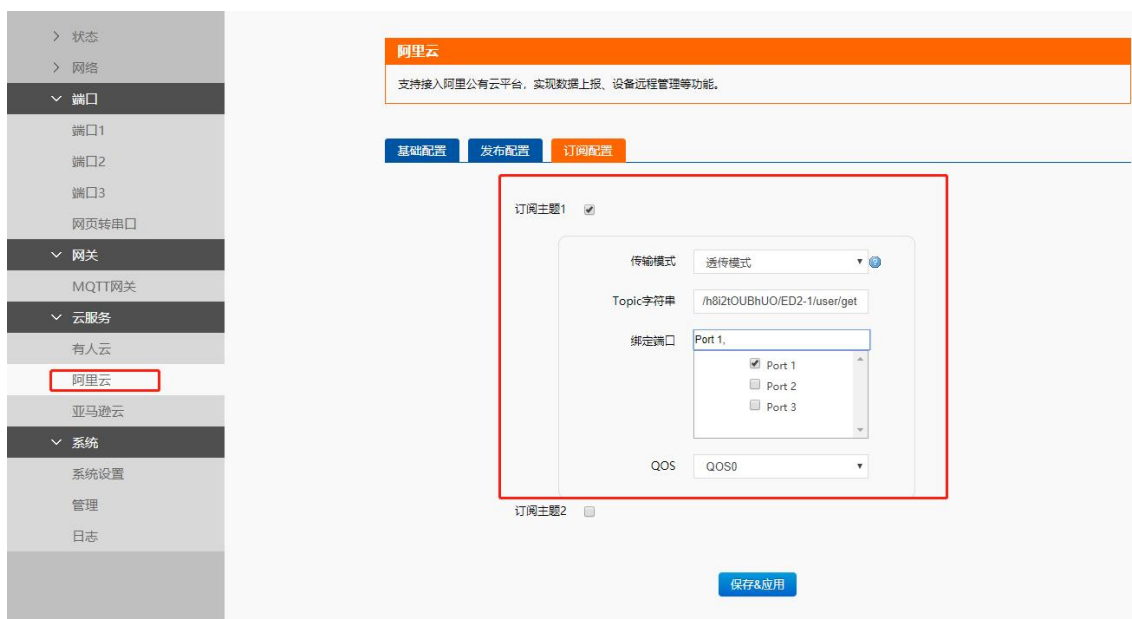 状态
网络
端口
端口1
端口2
端口3
网页转串口
网关
MQTT网关
云服务
有人云
阿里云
亚马逊云
系统
系统设置
管理
日志
阿里云
支持接入阿里公有云平台，实现数据上报、设备远程管理等功能。
基础配置 发布配置 订阅配置
订阅主题1
传输模式 透传模式
Topic字符串 /h8i2tOUBhUO/ED2-1/user/get
绑定端口 Port 1,
Port 1
Port 2
Port 3
QOS QOS0
订阅主题2
保存&应用